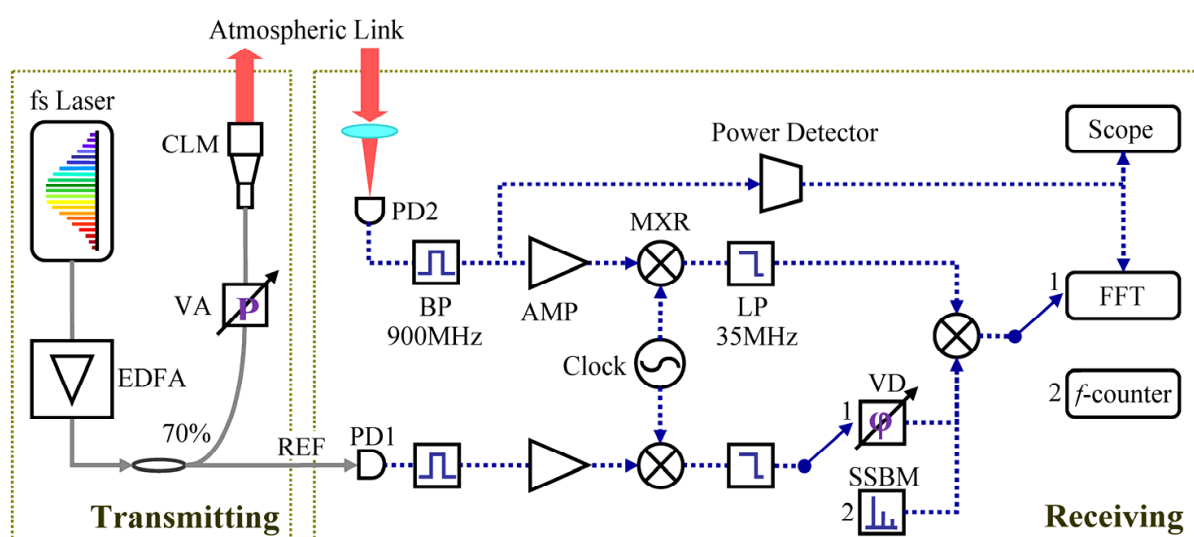 Atmospheric Link
fs Laser
CLM
VA
P
EDFA
70%
REF
Transmitting
PD2
BP
900MHz
AMP
MXR
LP
35MHz
Power Detector
Clock
PD1
VD
1
φ
SSBM
2
Scope
1
FFT
2
f-counter
Receiving